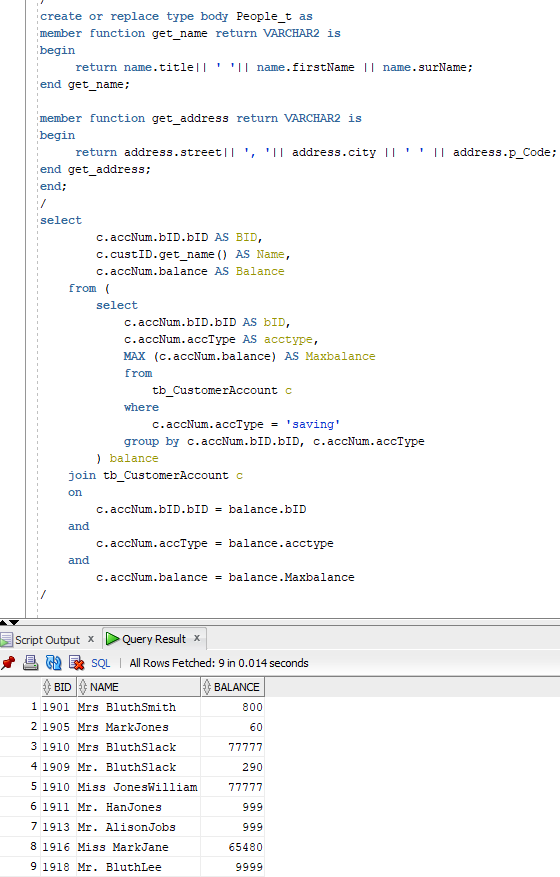 /
create or replace type body People_t as
member function get_name return VARCHAR2 is
begin
return name.title|| ' '|| name.firstName || name.surName;
end get_name;
member function get_address return VARCHAR2 is
begin
return address.street|| ', '|| address.city || ' ' || address.p_Code;
end get_address;
end;
/
select
c.accNum.bID.bID AS BID,
c.custID.get_name() AS Name,
c.accNum.balance AS Balance
from (
select
c.accNum.bID.bID AS bID,
c.accNum.accType AS acctype,
MAX (c.accNum.balance) AS Maxbalance
from
tb_CustomerAccount c
where
c.accNum.accType = 'saving'
group by c.accNum.bID.bID, c.accNum.accType
) balance
join tb_CustomerAccount c
on
c.accNum.bID.bID = balance.bID
and
c.accNum.accType = balance.acctype
and
c.accNum.balance = balance.Maxbalance
/
Script Output x Query Result x
SQL | All Rows Fetched: 9 in 0.014 seconds
BID NAME BALANCE
1 1901 Mrs BluthSmith 800
2 1905 Mrs MarkJones 60
3 1910 Mrs BluthSlack 77777
4 1909 Mr. BluthSlack 290
5 1910 Miss JonesWilliam 77777
6 1911 Mr. HanJones 999
7 1913 Mr. AlisonJobs 999
8 1916 Miss MarkJane 65480
9 1918 Mr. BluthLee 9999